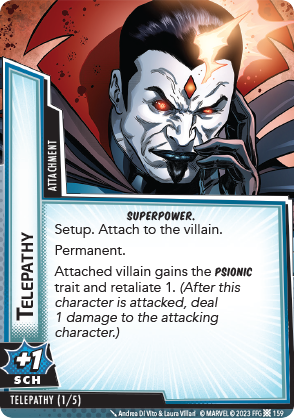 ATTACHMENT
TELEPATHY
SUPERPOWER.
Setup. Attach to the villain.
Permanent.
Attached villain gains the PSIONIC
trait and retaliate 1. (After this
character is attacked, deal
1 damage to the attacking
character.)
+1
SCH
TELEPATHY (1/5)
Andrea Di Vito & Laura Villari © MARVEL © 2023 FFG 159